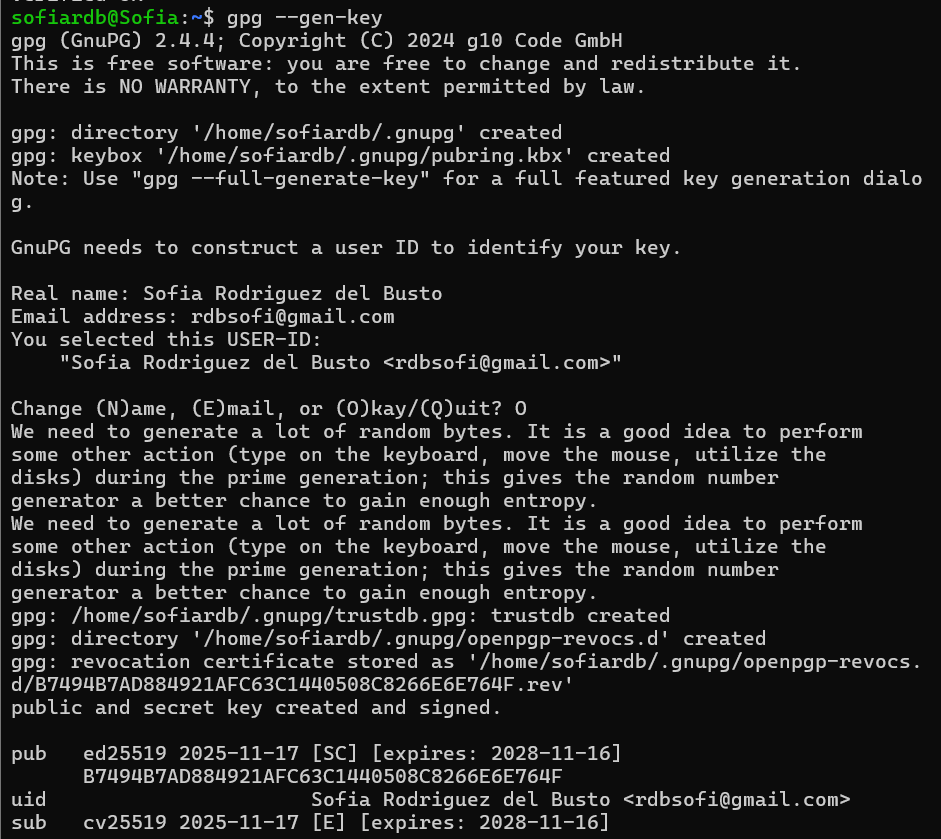 sofiardb@Sofia:~$ gpg --gen-key
gpg (GnuPG) 2.4.4; Copyright (C) 2024 g10 Code GmbH
This is free software: you are free to change and redistribute it.
There is NO WARRANTY, to the extent permitted by law.
gpg: directory '/home/sofiardb/.gnupg' created
gpg: keybox '/home/sofiardb/.gnupg/pubring.kbx' created
Note: Use "gpg --full-generate-key" for a full featured key generation dialo
g.
GnuPG needs to construct a user ID to identify your key.
Real name: Sofia Rodriguez del Busto
Email address: rdbsofi@gmail.com
You selected this USER-ID:
    "Sofia Rodriguez del Busto <rdbsofi@gmail.com>"
Change (N)ame, (E)mail, or (O)kay/(Q)uit? O
We need to generate a lot of random bytes. It is a good idea to perform
some other action (type on the keyboard, move the mouse, utilize the
disks) during the prime generation; this gives the random number
generator a better chance to gain enough entropy.
We need to generate a lot of random bytes. It is a good idea to perform
some other action (type on the keyboard, move the mouse, utilize the
disks) during the prime generation; this gives the random number
generator a better chance to gain enough entropy.
gpg: /home/sofiardb/.gnupg/trustdb.gpg: trustdb created
gpg: directory '/home/sofiardb/.gnupg/openpgp-revocs.d' created
gpg: revocation certificate stored as '/home/sofiardb/.gnupg/openpgp-revocs.
d/B7494B7AD884921AFC63C1440508C8266E6E764F.rev'
public and secret key created and signed.
pub   ed25519 2025-11-17 [SC] [expires: 2028-11-16]
      B7494B7AD884921AFC63C1440508C8266E6E764F
uid                      Sofia Rodriguez del Busto <rdbsofi@gmail.com>
sub   cv25519 2025-11-17 [E] [expires: 2028-11-16]